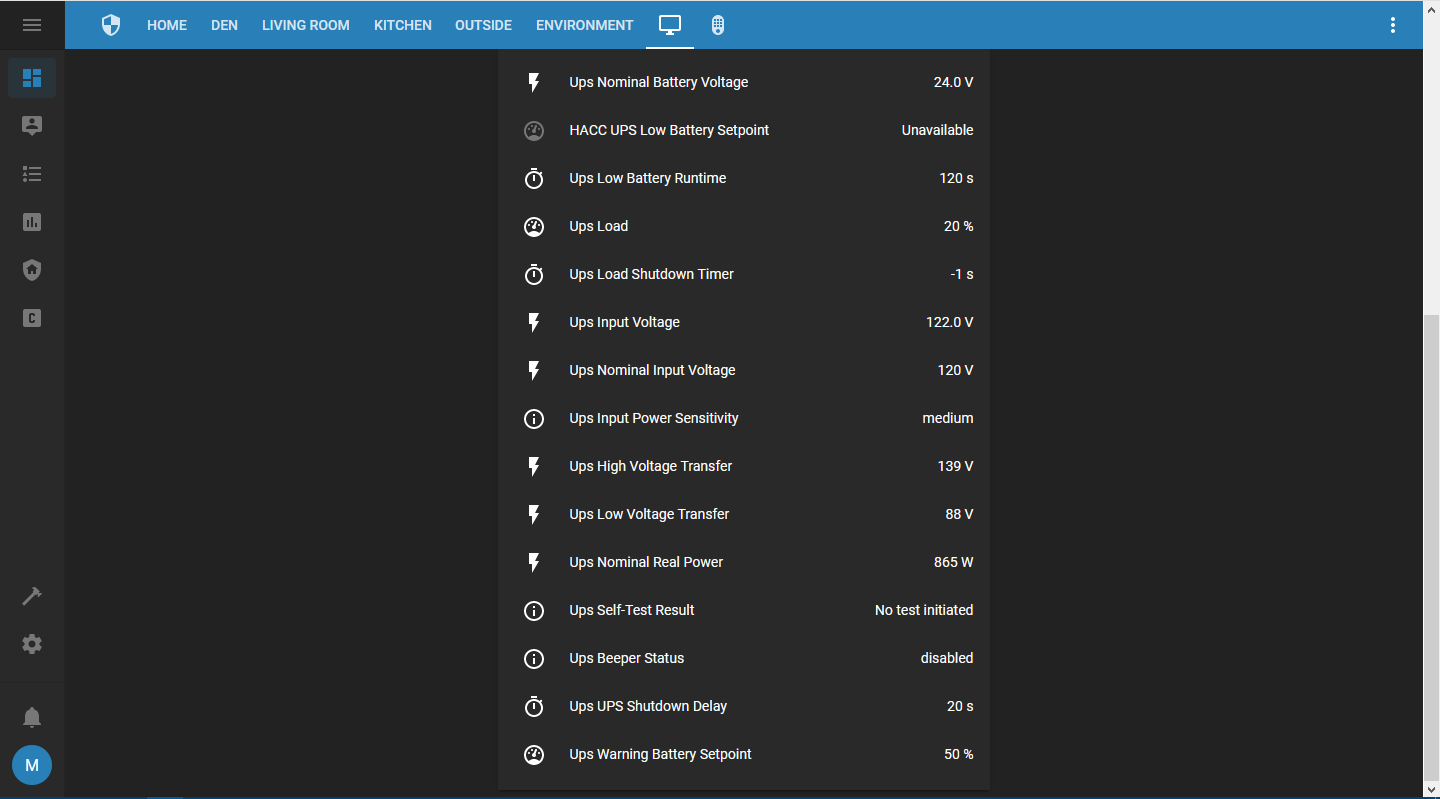 HOME DEN LIVING ROOM KITCHEN OUTSIDE ENVIRONMENT
Ups Nominal Battery Voltage 24.0 V
HACC UPS Low Battery Setpoint Unavailable
Ups Low Battery Runtime 120 s
Ups Load 20 %
Ups Load Shutdown Timer -1 s
Ups Input Voltage 122.0 V
Ups Nominal Input Voltage 120 V
Ups Input Power Sensitivity medium
Ups High Voltage Transfer 139 V
Ups Low Voltage Transfer 88 V
Ups Nominal Real Power 865 W
Ups Self-Test Result No test initiated
Ups Beeper Status disabled
Ups UPS Shutdown Delay 20 s
Ups Warning Battery Setpoint 50 %
C
M